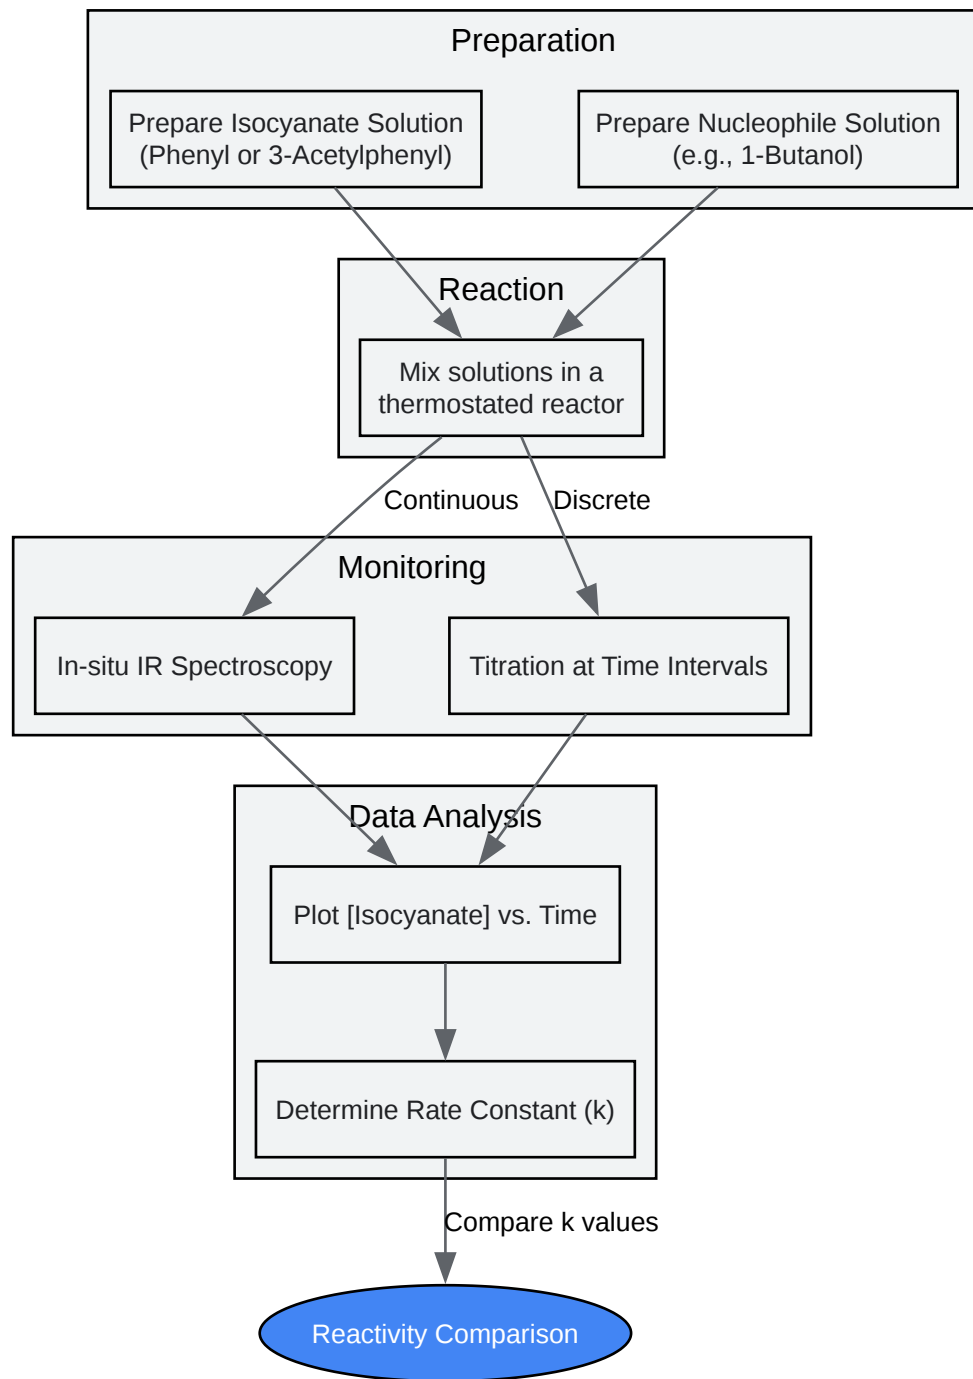 Preparation
Prepare Isocyanate Solution
(Phenyl or 3-Acetylphenyl)
Prepare Nucleophile Solution
(e.g., 1-Butanol)
Reaction
Mix solutions in a
thermostated reactor
Continuous
Discrete
Monitoring
In-situ IR Spectroscopy
Titration at Time Intervals
Data Analysis
Plot [Isocyanate] vs. Time
Determine Rate Constant (k)
Compare k values
Reactivity Comparison